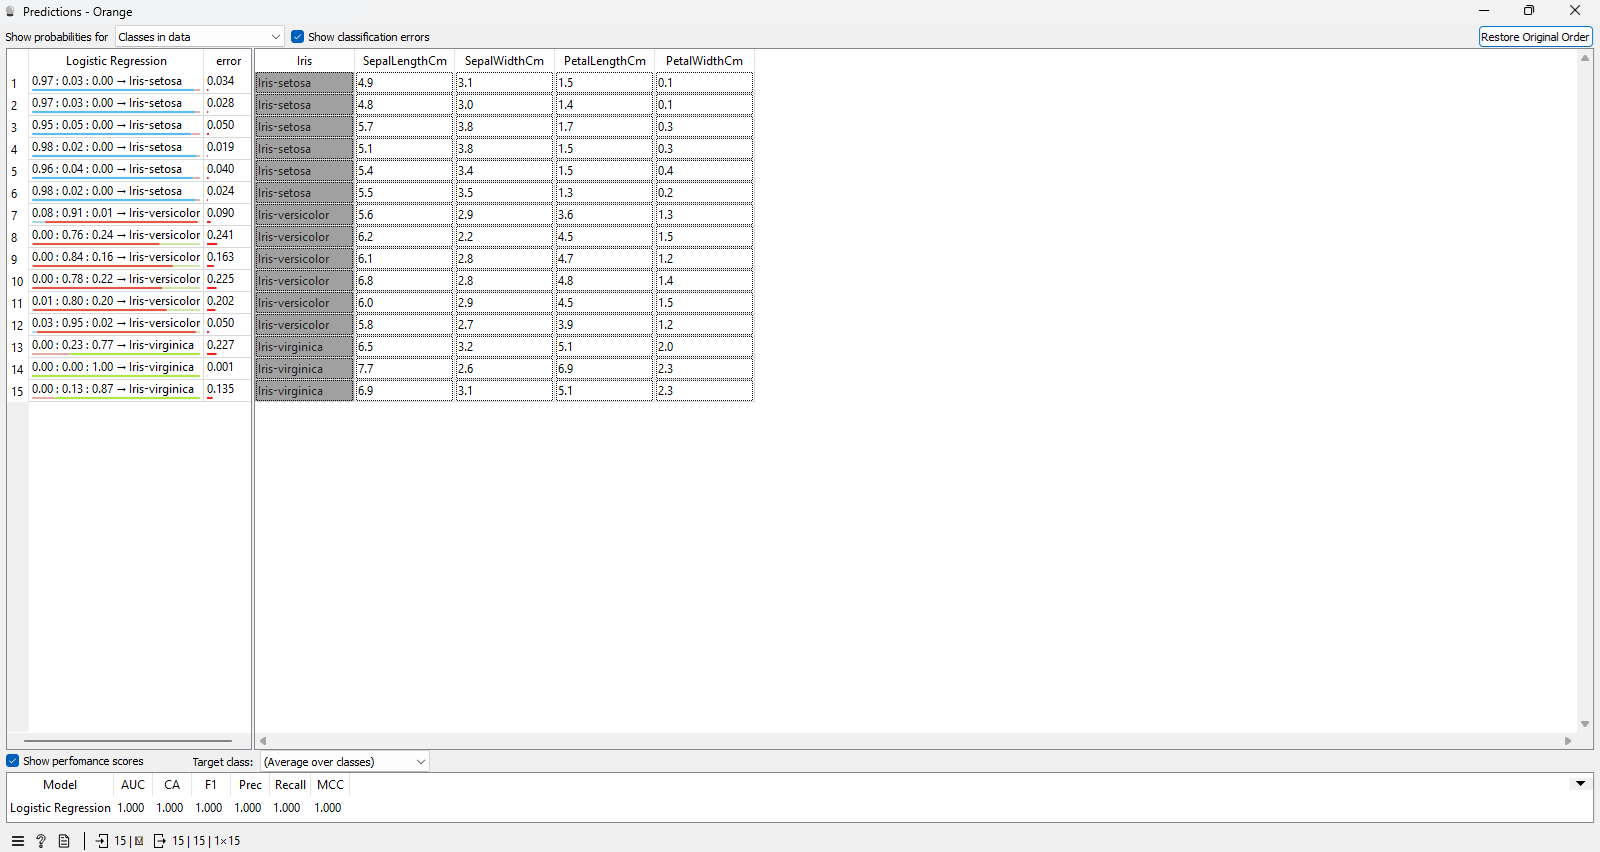 Predictions - Orange
Show probabilities for Classes in data Show classification errors Restore Original Order
Logistic Regression error Iris SepalLengthCm SepalWidthCm PetalLengthCm PetalWidthCm
1 0.97 : 0.03 : 0.00 → Iris-setosa 0.034 Iris-setosa 4.9 3.1 1.5 0.1
2 0.97 : 0.03 : 0.00 → Iris-setosa 0.028 Iris-setosa 4.8 3.0 1.4 0.1
3 0.95 : 0.05 : 0.00 → Iris-setosa 0.050 Iris-setosa 5.7 3.8 1.7 0.3
4 0.98 : 0.02 : 0.00 → Iris-setosa 0.019 Iris-setosa 5.1 3.8 1.5 0.3
5 0.96 : 0.04 : 0.00 → Iris-setosa 0.040 Iris-setosa 5.4 3.4 1.5 0.4
6 0.98 : 0.02 : 0.00 → Iris-setosa 0.024 Iris-setosa 5.5 3.5 1.3 0.2
7 0.08 : 0.91 : 0.01 → Iris-versicolor 0.090 Iris-versicolor 5.6 2.9 3.6 1.3
8 0.00 : 0.76 : 0.24 → Iris-versicolor 0.241 Iris-versicolor 6.2 2.2 4.5 1.5
9 0.00 : 0.84 : 0.16 → Iris-versicolor 0.163 Iris-versicolor 6.1 2.8 4.7 1.2
10 0.00 : 0.78 : 0.22 → Iris-versicolor 0.225 Iris-versicolor 6.8 2.8 4.8 1.4
11 0.01 : 0.80 : 0.20 → Iris-versicolor 0.202 Iris-versicolor 6.0 2.9 4.5 1.5
12 0.03 : 0.95 : 0.02 → Iris-versicolor 0.050 Iris-versicolor 5.8 2.7 3.9 1.2
13 0.00 : 0.23 : 0.77 → Iris-virginica 0.227 Iris-virginica 6.5 3.2 5.1 2.0
14 0.00 : 0.00 : 1.00 → Iris-virginica 0.001 Iris-virginica 7.7 2.6 6.9 2.3
15 0.00 : 0.13 : 0.87 → Iris-virginica 0.135 Iris-virginica 6.9 3.1 5.1 2.3
Show perfomance scores Target class: (Average over classes)
Model AUC CA F1 Prec Recall MCC
Logistic Regression 1.000 1.000 1.000 1.000 1.000 1.000
? 15 | 15 | 15 | 1×15